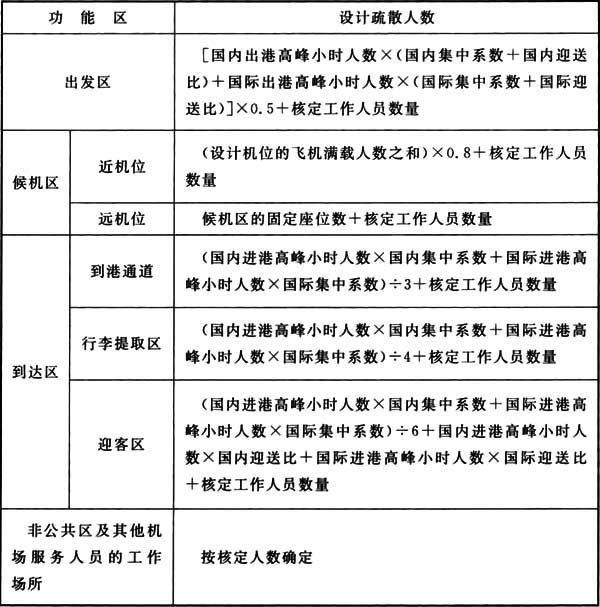 功能区 设计疏散人数
出发区
[国内出港高峰小时人数×(国内集中系数+国内迎送
比)+国际出港高峰小时人数×(国际集中系数+国际迎
送比)]×0.5+核定工作人员数量
候机区
近机位
(设计机位的飞机满载人数之和)×0.8+核定工作人员
数量
远机位
候机区的固定座位数+核定工作人员数量
到达区
到港通道
(国内进港高峰小时人数×国内集中系数+国际进港高
峰小时人数×国际集中系数)÷3+核定工作人员数量
行李提取区
(国内进港高峰小时人数×国内集中系数+国际进港高
峰小时人数×国际集中系数)÷4+核定工作人员数量
迎客区
(国内进港高峰小时人数×国内集中系数+国际进港高
峰小时人数×国际集中系数)÷6+国内进港高峰小时人
数×国内迎送比+国际进港高峰小时人数×国际迎送比
+核定工作人员数量
非公共区及其他机
场服务人员的工作
场所
按核定人数确定